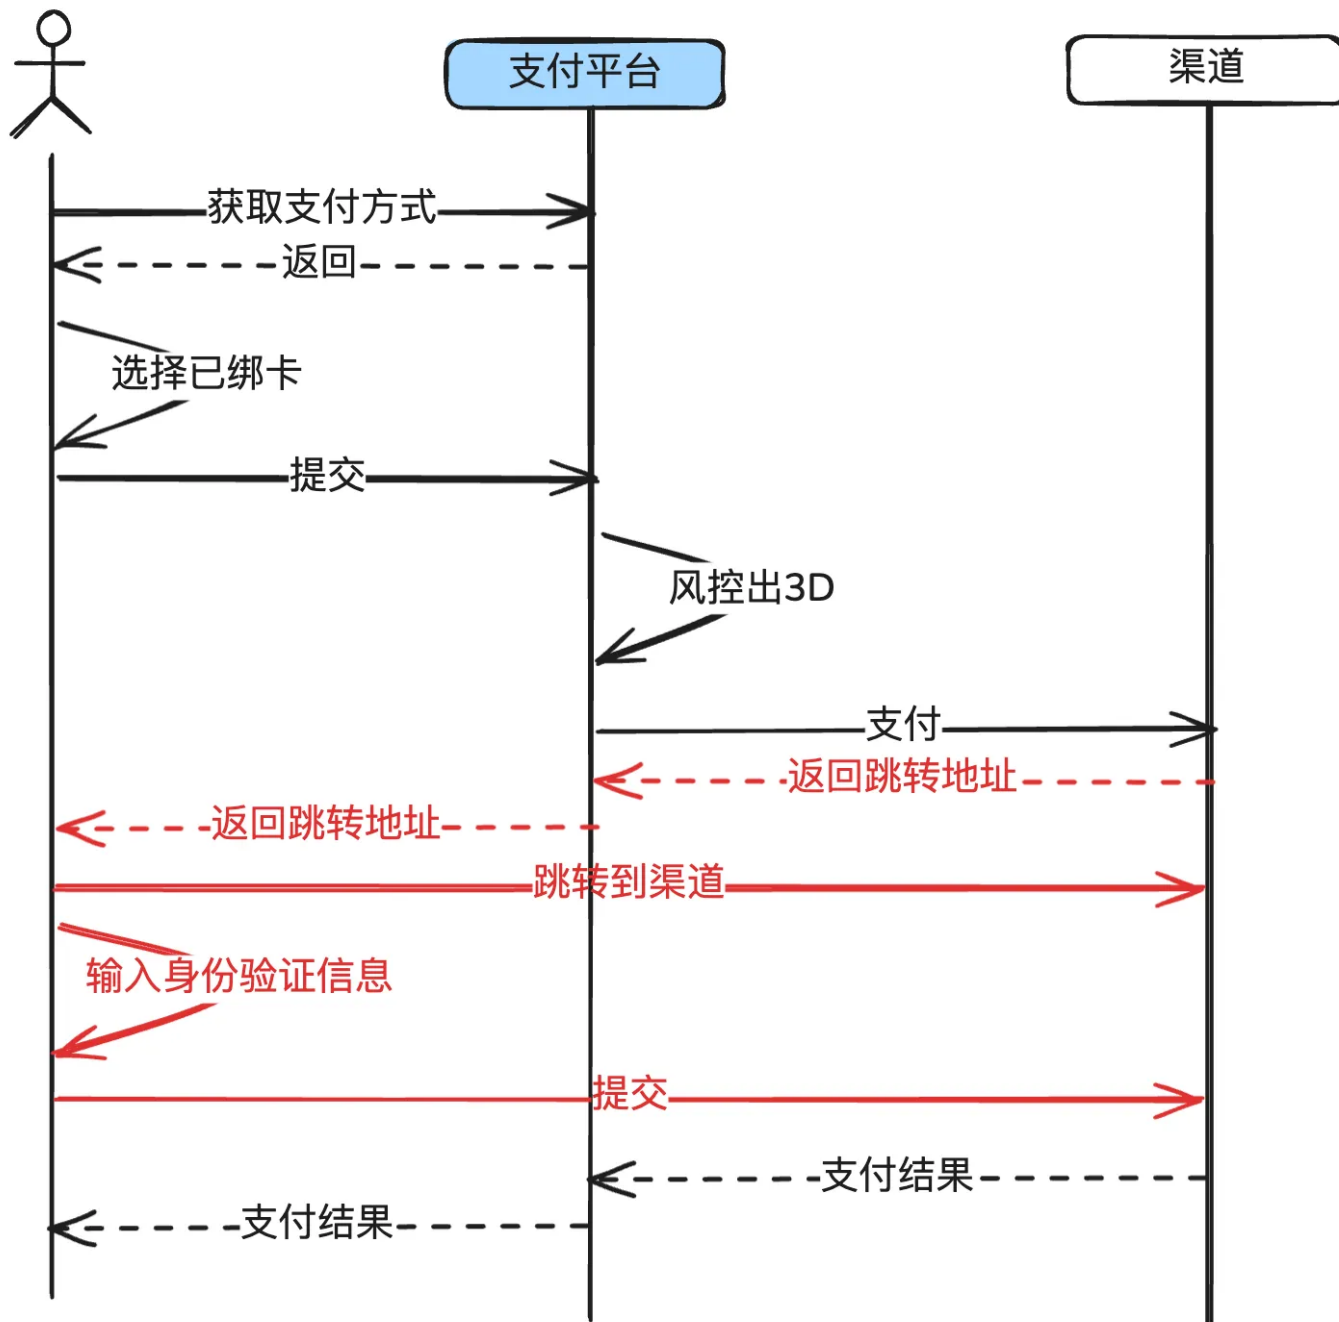 支付平台
渠道
获取支付方式
返回
选择已绑卡
提交
风控出3D
支付
返回跳转地址
返回跳转地址
跳转到渠道
输入身份验证信息
提交
支付结果
支付结果